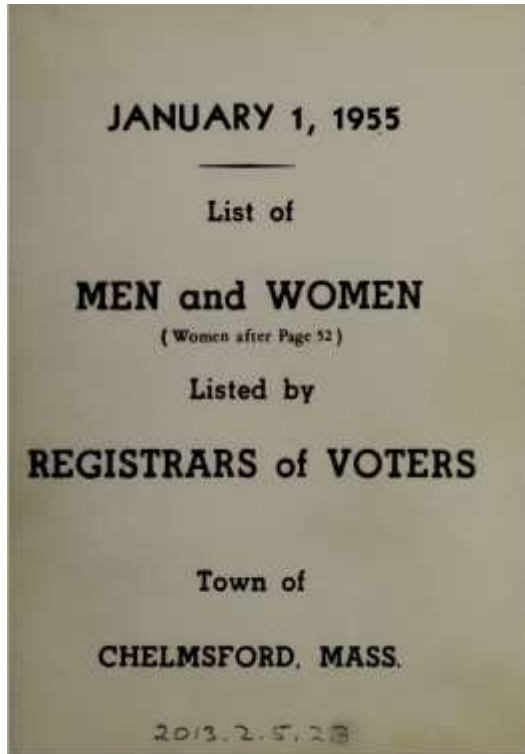 JANUARY 1, 1955
List of
MEN and WOMEN
(Women after Page 52)
Listed by
REGISTRARS of VOTERS
Town of
CHELMSFORD, MASS.
2013.2.5.23